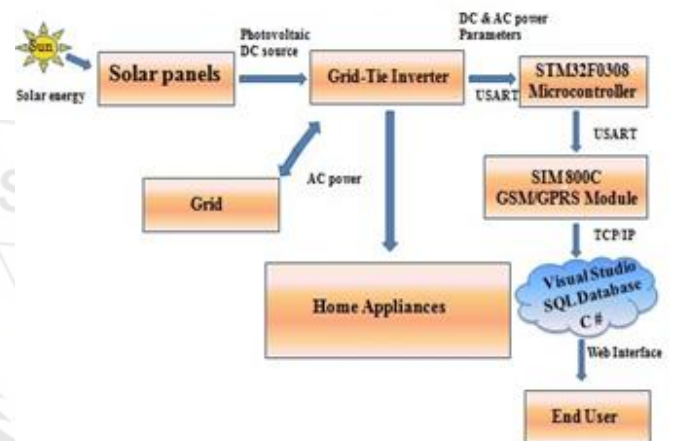 Sun
Solar energy
Solar panels
Photovoltaic
DC source
Grid-Tie Inverter
DC & AC power
Parameters
USART
STM32F0308
Microcontroller
USART
SIM 800C
GSM/GPRS Module
TCP/IP
Visual Studio
SQL Database
C #
Web Interface
End User
AC power
Grid
Home Appliances